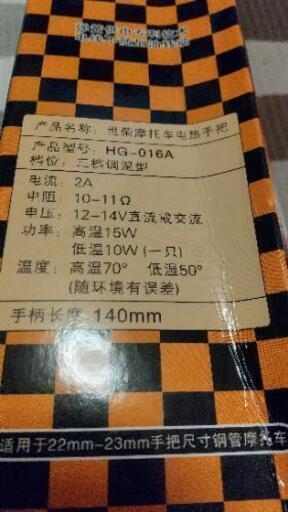 产品名称：世柔摩托车电热手把
产品型号：HG-016A
档位：三档调温型
电流：2A
电阻：10-11Ω
电压：12-14V直流或交流
功率：高温15W
低温10W（一只）
温度：高温70° 低温50°
（随环境有误差）
手柄长度 140mm
适用于22mm-23mm手把尺寸钢管摩托车